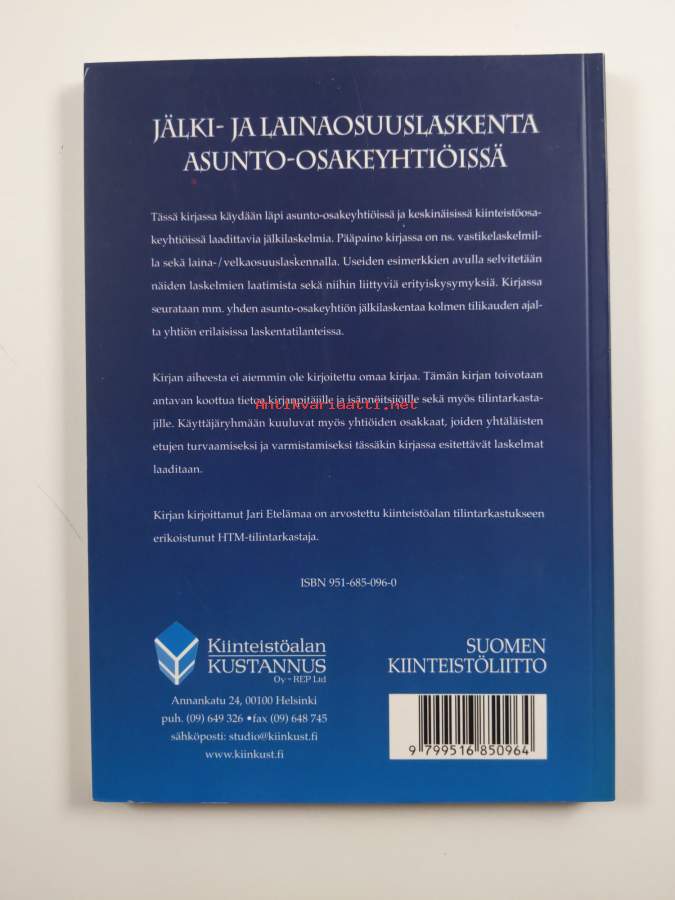 JÄLKI- JA LAINAOSUUSLASKENTA
ASUNTO-OSAKEYHTIÖISSÄ
Tässä kirjassa käydään läpi asunto-osakeyhtiöissä ja keskinäisissä kiinteistöosa-
keyhtiöissä laadittavia jälkilaskelmia. Pääpaino kirjassa on ns. vastikelaskelmil-
la sekä laina-/velkaosuuslaskennalla. Useiden esimerkkien avulla selvitetään
näiden laskelmien laatimista sekä niihin liittyviä erityiskysymyksiä. Kirjassa
seurataan mm. yhden asunto-osakeyhtiön jälkilaskentaa kolmen tilikauden ajal-
ta yhtiön erilaisissa laskentatilanteissa.
Kirjan aiheesta ei aiemmin ole kirjoitettu omaa kirjaa. Tämän kirjan toivotaan
antavan koottua tietoa kirjanpitäjille ja isännöitsijöille sekä myös tilintarkasta-
Antikvariaatti.net
jille. Käyttäjäryhmään kuuluvat myös yhtiöiden osakkaat, joiden yhtäläisten
etujen turvaamiseksi ja varmistamiseksi tässäkin kirjassa esitettävät laskelmat
laaditaan.
Kirjan kirjoittanut Jari Etelämaa on arvostettu kiinteistöalan tilintarkastukseen
erikoistunut HTM-tilintarkastaja.
ISBN 951-685-096-0
Kiinteistöalan
KUSTANNUS
Oy - REP Ltd
Annankatu 24, 00100 Helsinki
puh. (09) 649 326 • fax (09) 648 745
sähköposti: studio@kiinkust.fi
www.kiinkust.fi
SUOMEN
KIINTEISTÖLIITTO
9 799516 850964